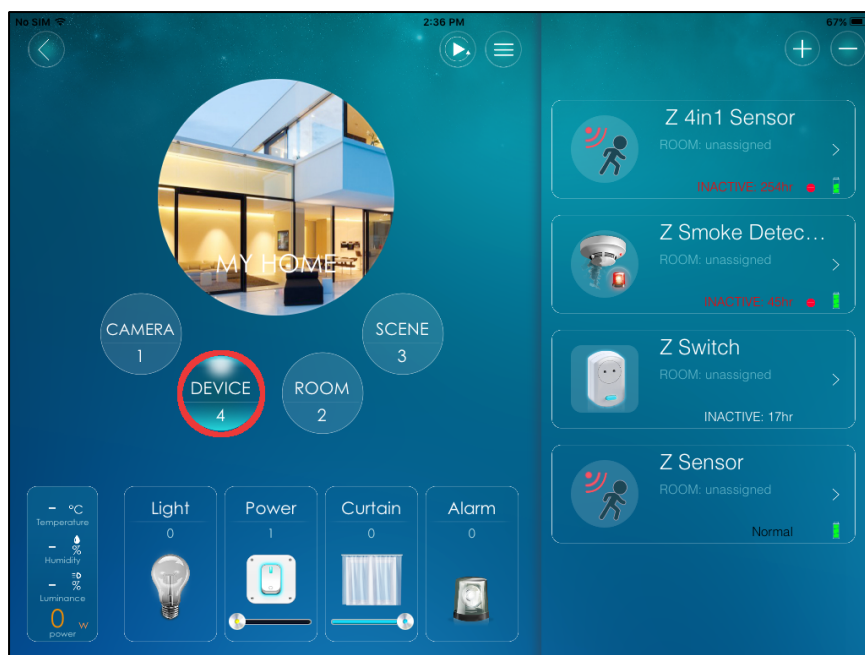 No SIM
2:36 PM
67%
MY HOME
CAMERA
1
DEVICE
4
ROOM
2
SCENE
3
– °C
Temperature
– %
Humidity
– %
Luminance
0 w
power
Light
0
Power
1
Curtain
0
Alarm
0
Z 4in1 Sensor
ROOM: unassigned
INACTIVE: 254hr
Z Smoke Detec...
ROOM: unassigned
INACTIVE: 45hr
Z Switch
ROOM: unassigned
INACTIVE: 17hr
Z Sensor
ROOM: unassigned
Normal